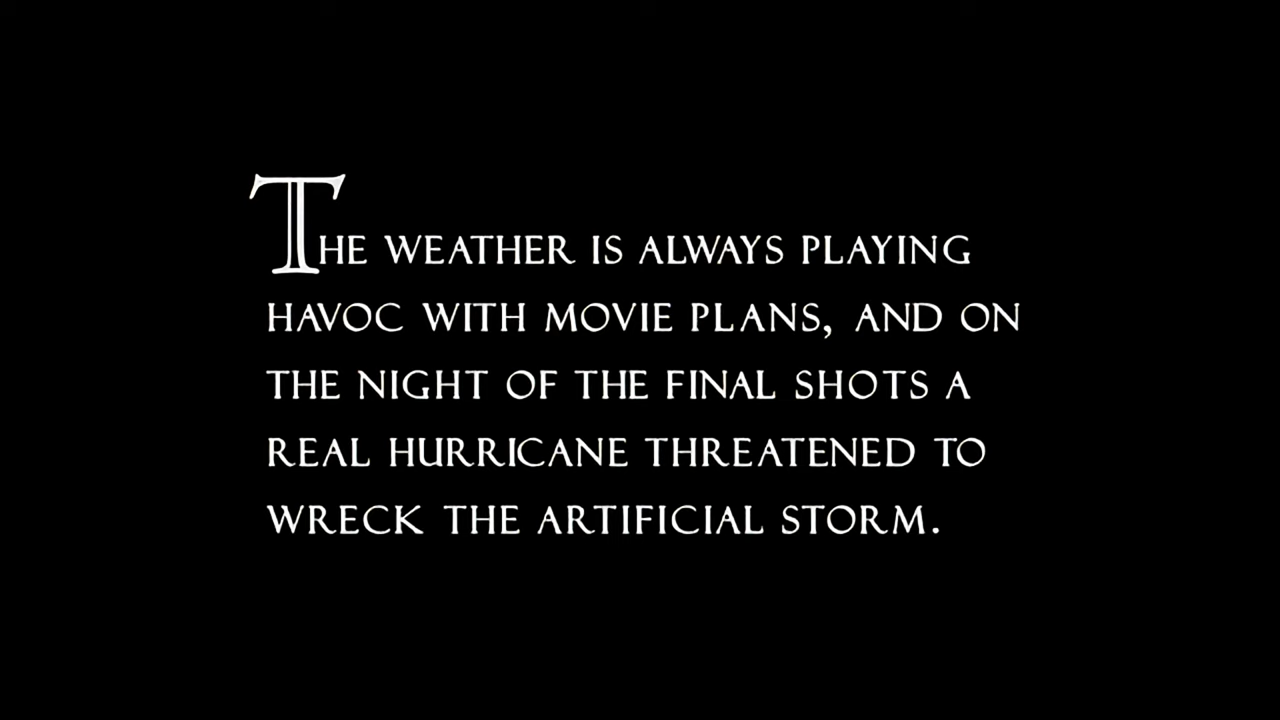 THE WEATHER IS ALWAYS PLAYING
HAVOC WITH MOVIE PLANS, AND ON
THE NIGHT OF THE FINAL SHOTS A
REAL HURRICANE THREATENED TO
WRECK THE ARTIFICIAL STORM.